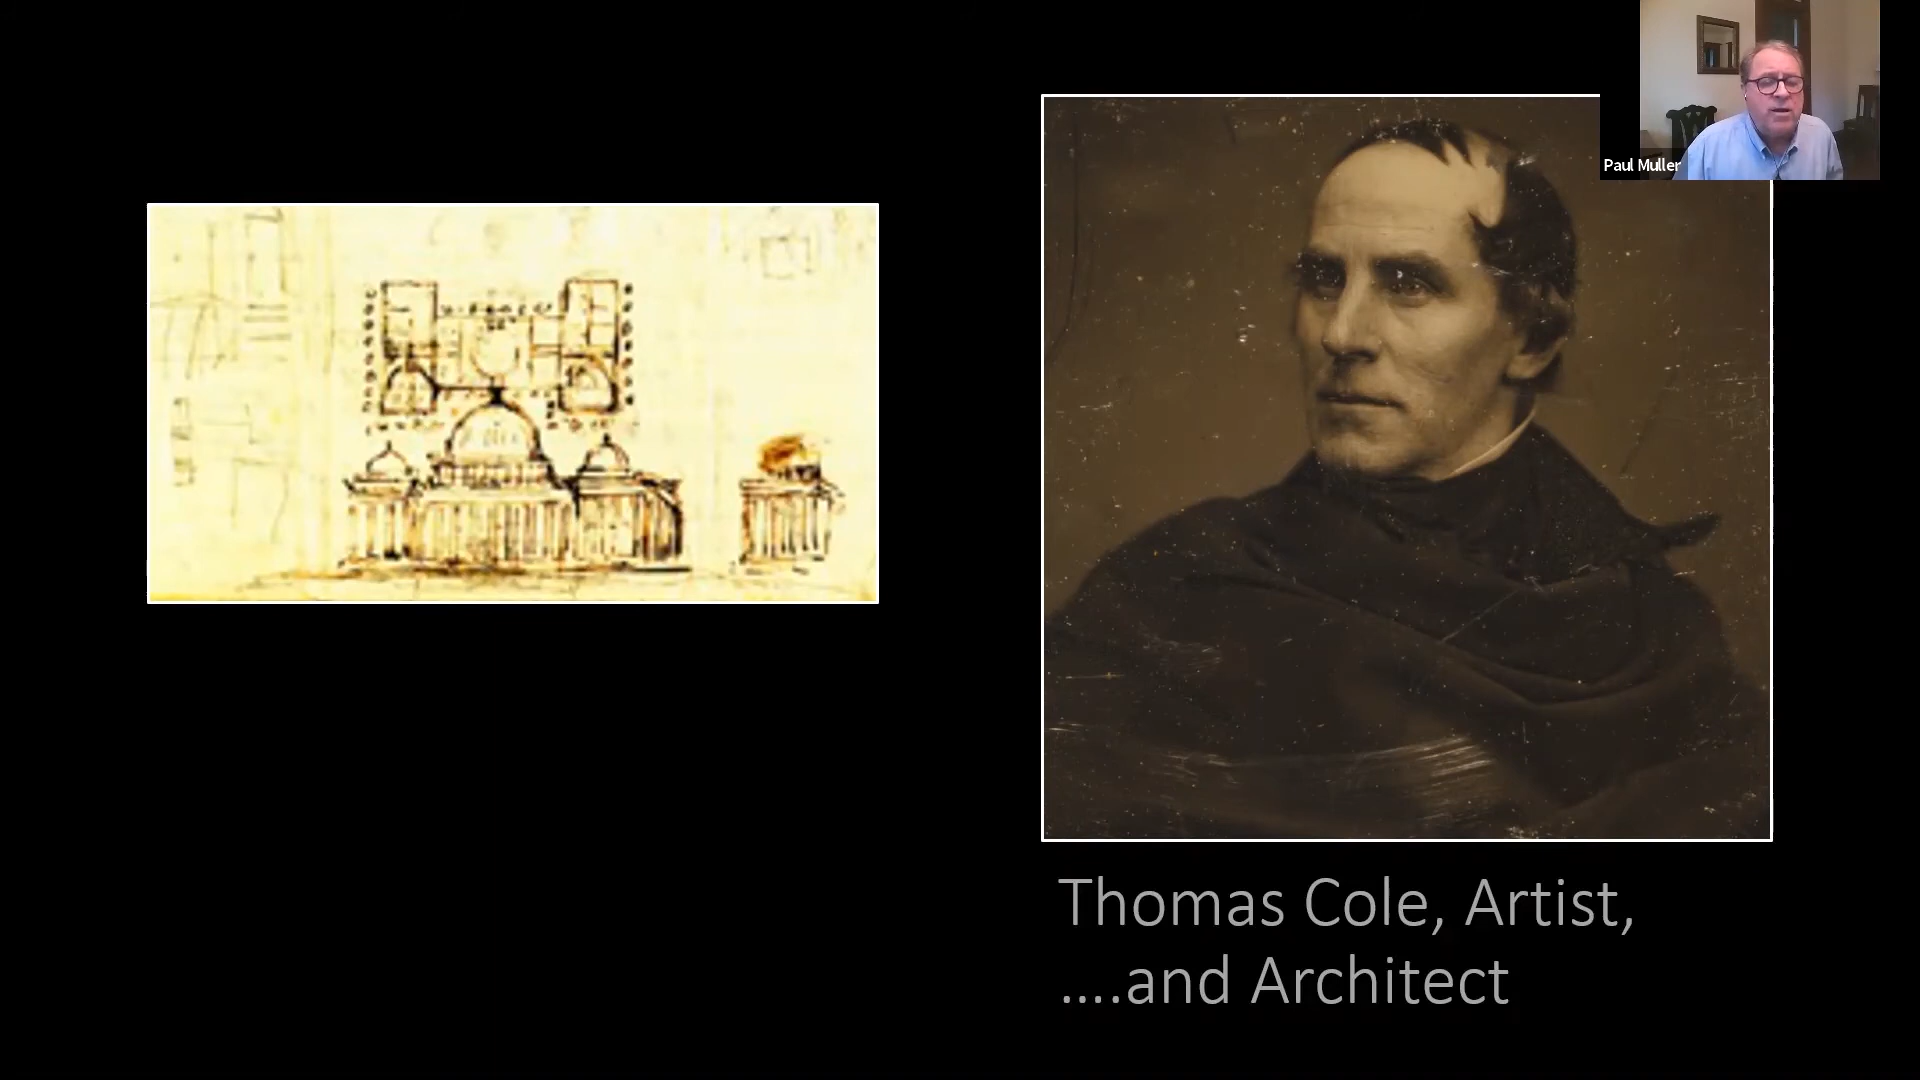 Paul Muller
Thomas Cole, Artist,
....and Architect